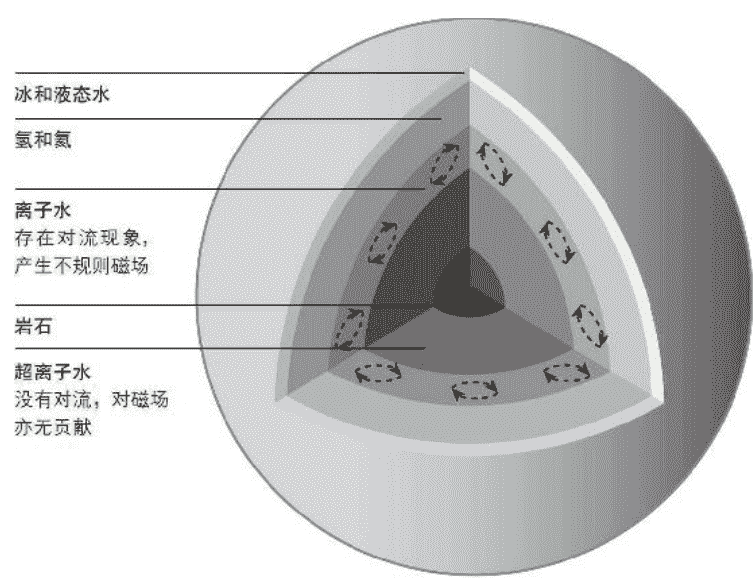 冰和液态水
氢和氦
离子水
存在对流现象，
产生不规则磁场
岩石
超离子水
没有对流，对磁场
亦无贡献